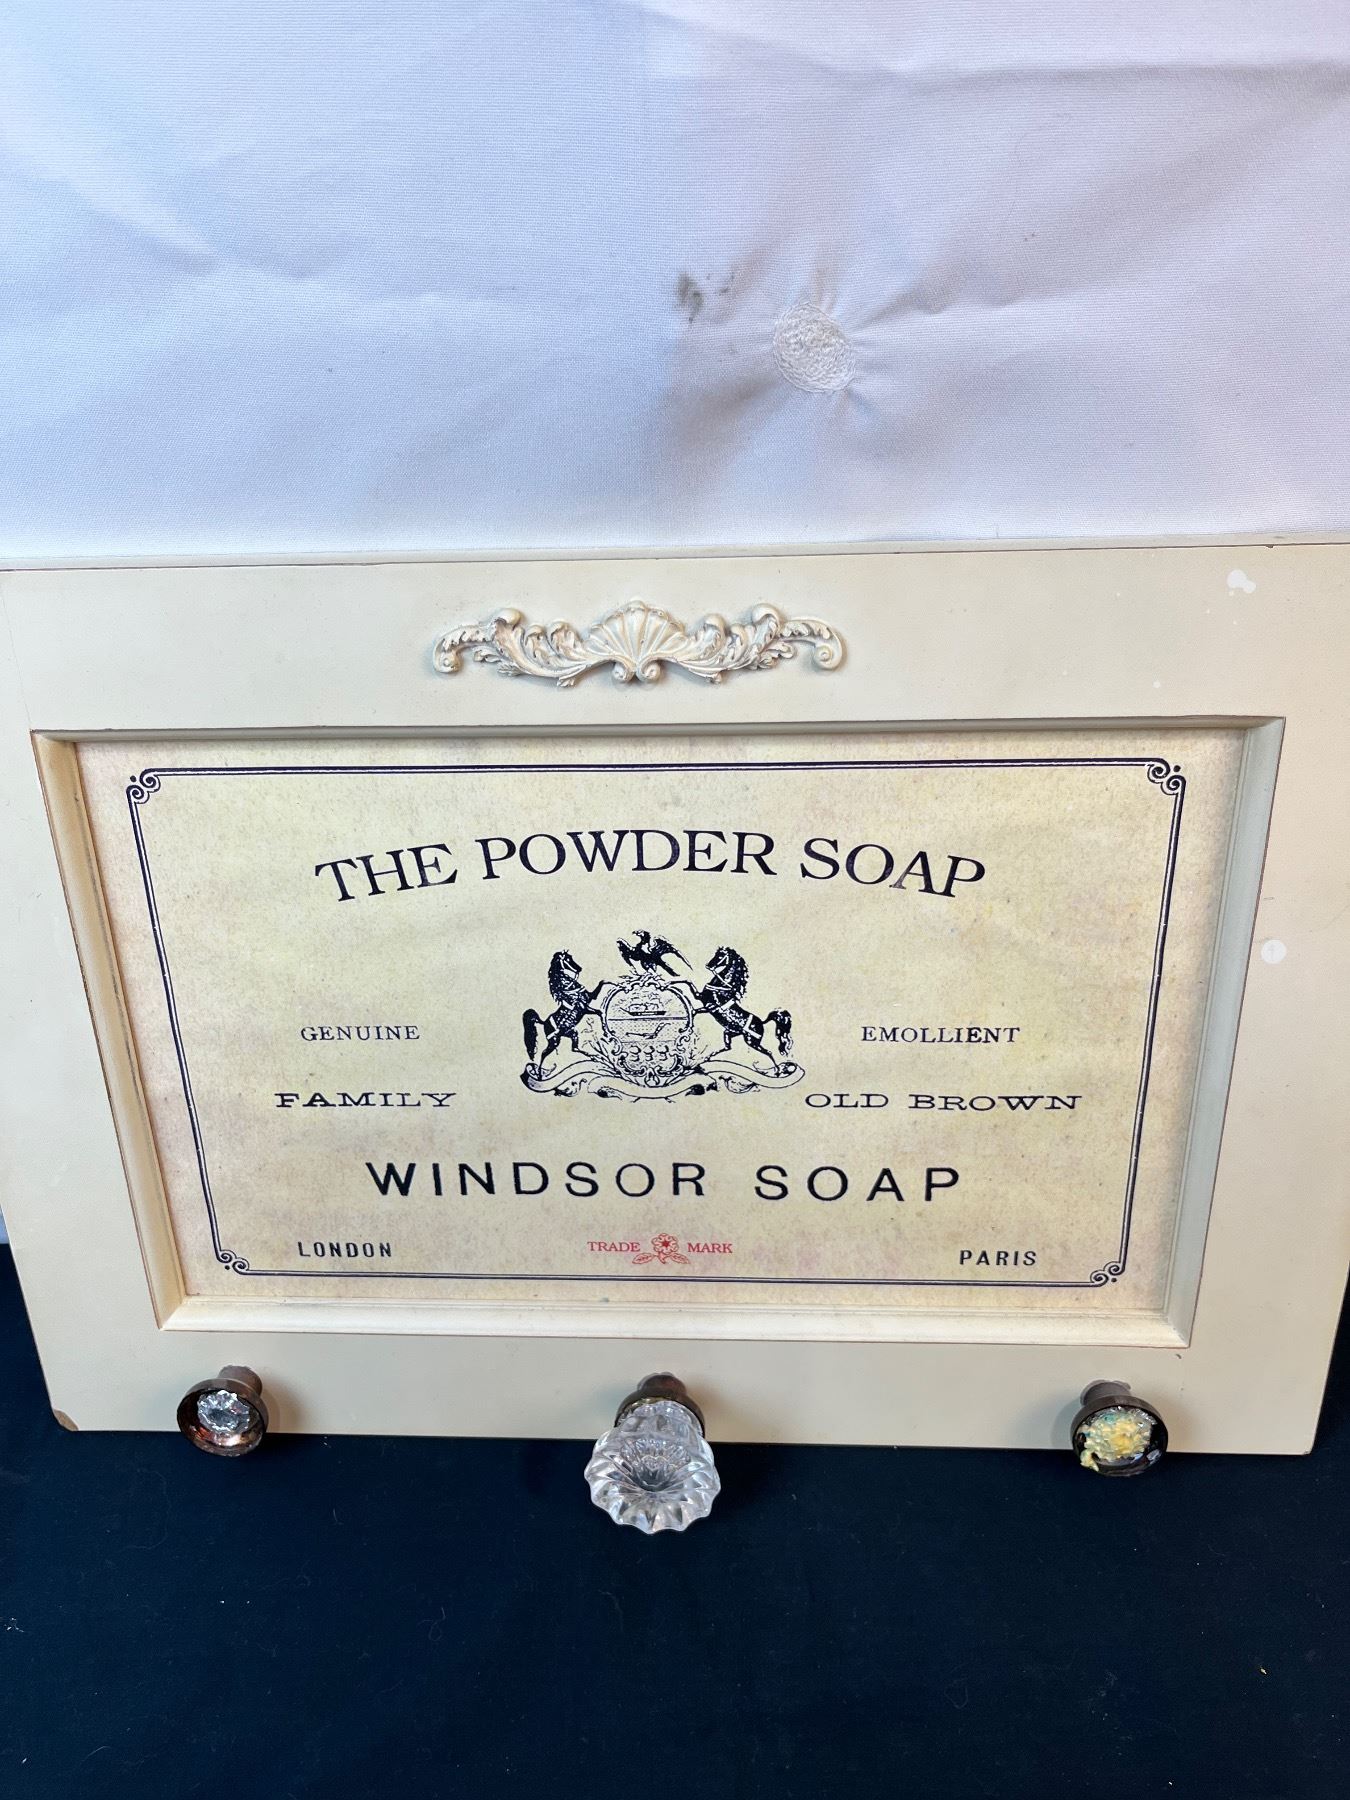 THE POWDER SOAP
GENUINE EMOLLIENT
FAMILY OLD BROWN
WINDSOR SOAP
LONDON TRADE MARK PARIS